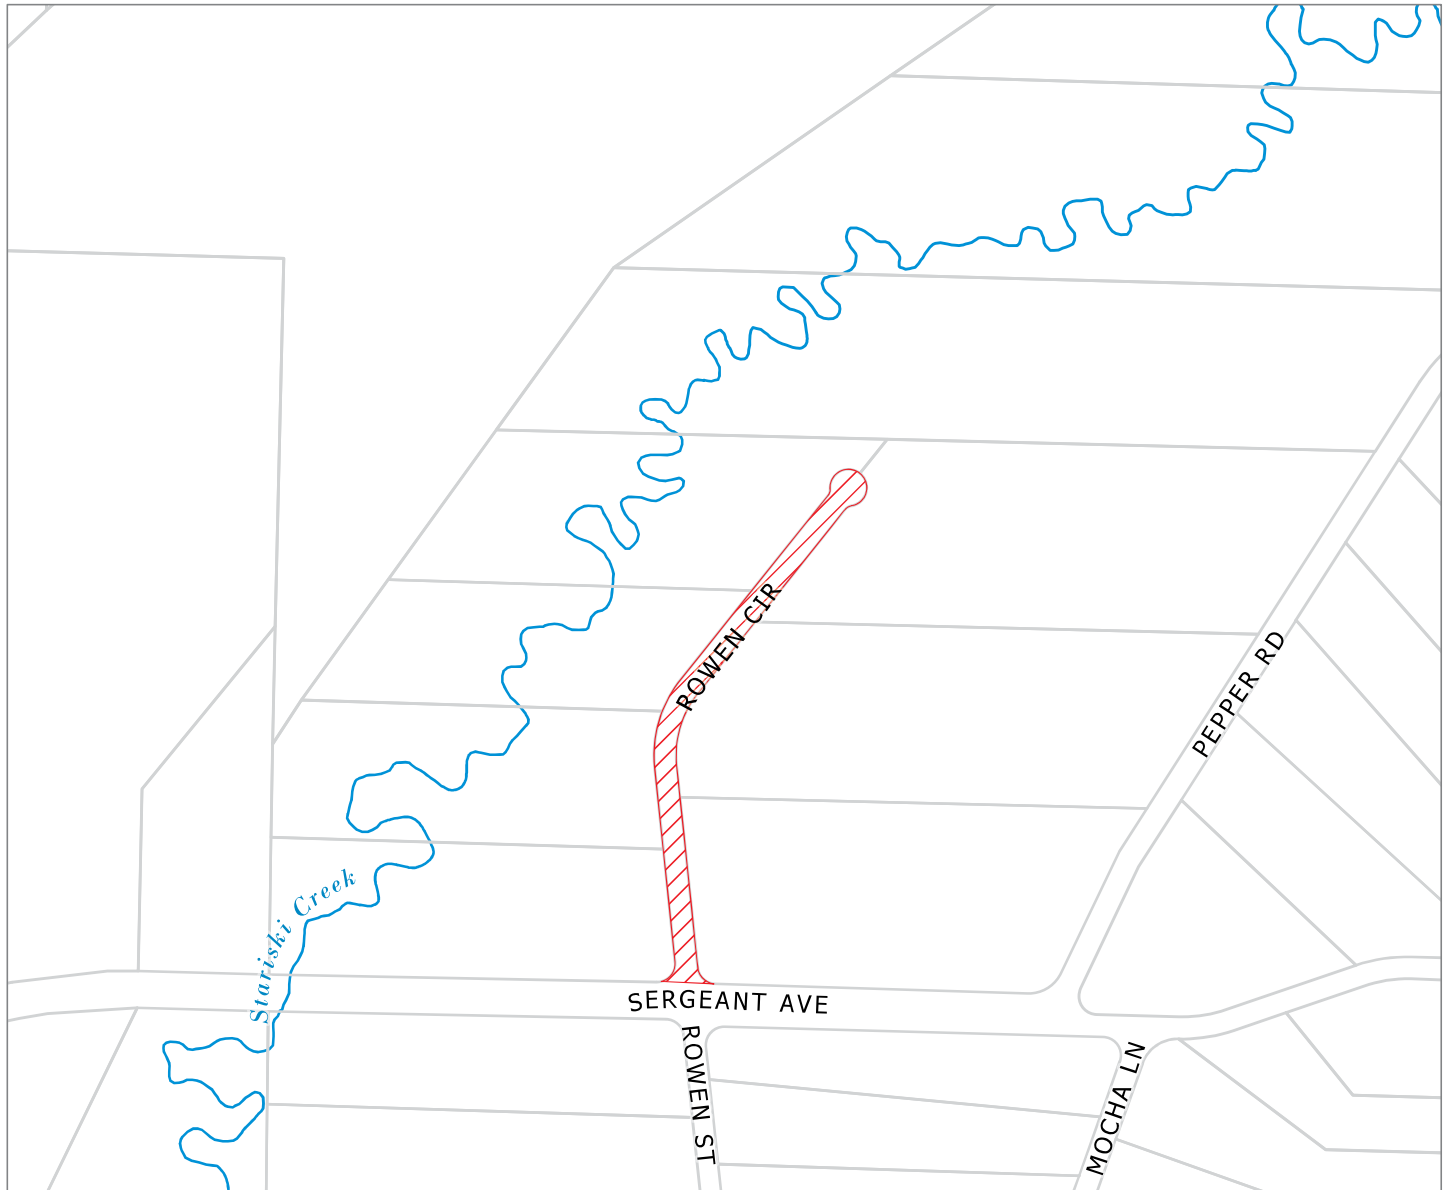 ROWEN CIR
PEPPER RD
Stariski Creek
SERGEANT AVE
ROWEN ST
MOCHA LN